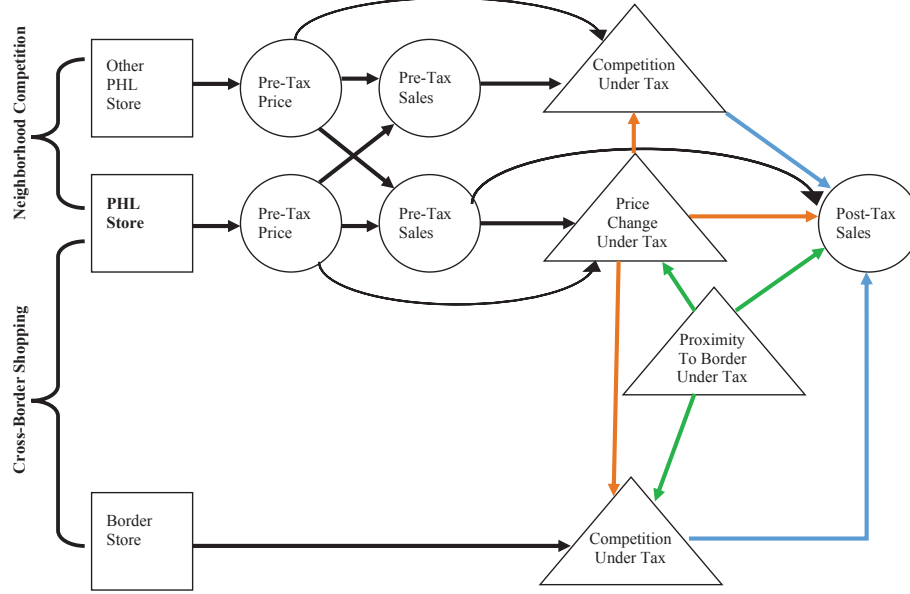 Neighborhood Competition
Other
PHL
Store
Pre-Tax
Price
Pre-Tax
Sales
Competition
Under Tax
PHL
Store
Pre-Tax
Price
Pre-Tax
Sales
Price
Change
Under Tax
Post-Tax
Sales
Cross-Border Shopping
Proximity
To Border
Under Tax
Border
Store
Competition
Under Tax